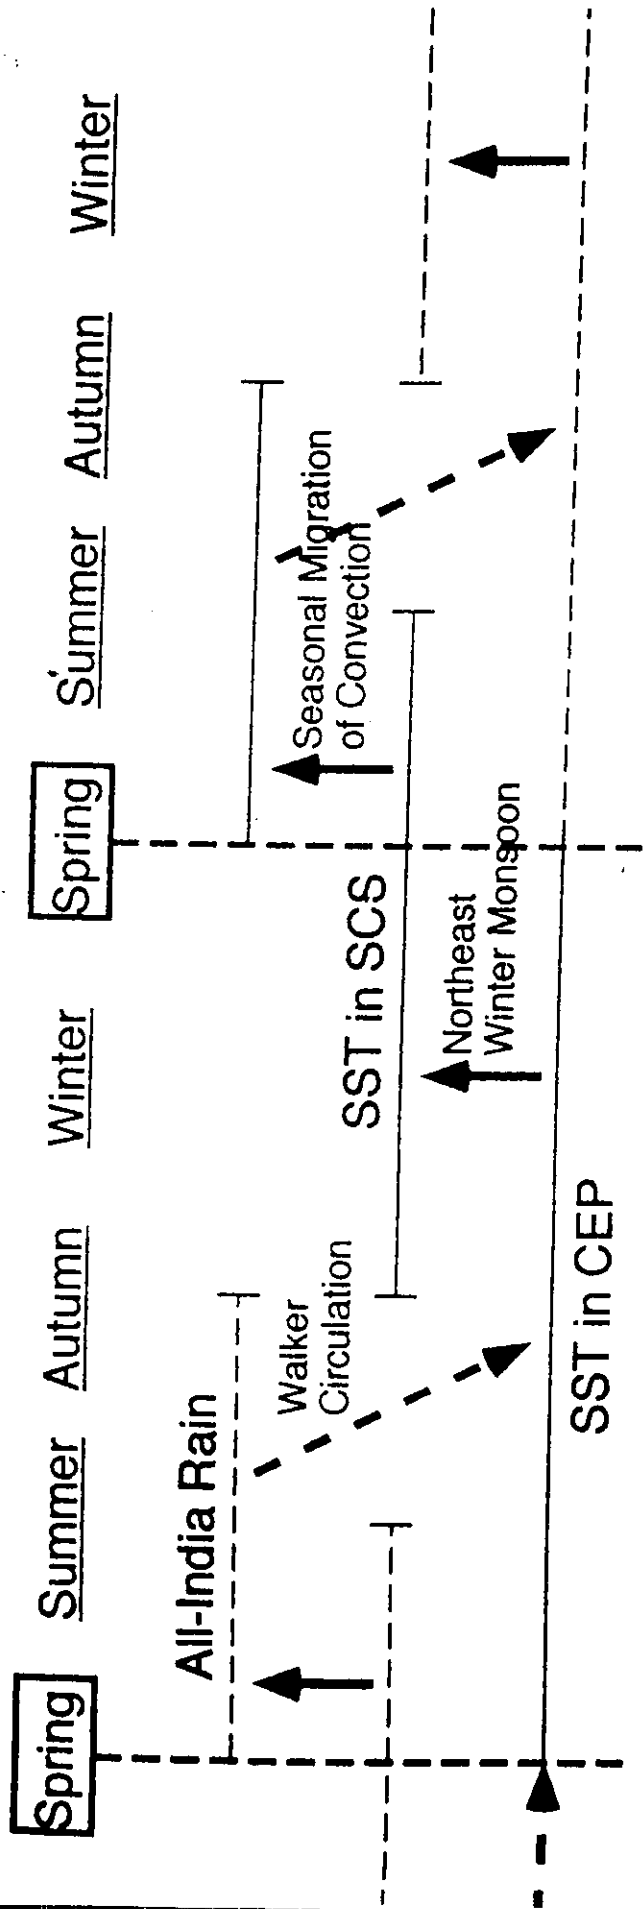 Spring Summer Autumn Winter Spring Summer Autumn Winter
All-India Rain
Walker
Circulation
Seasonal Migration
of Convection
SST in SCS
Northeast
Winter Monsoon
SST in CEP